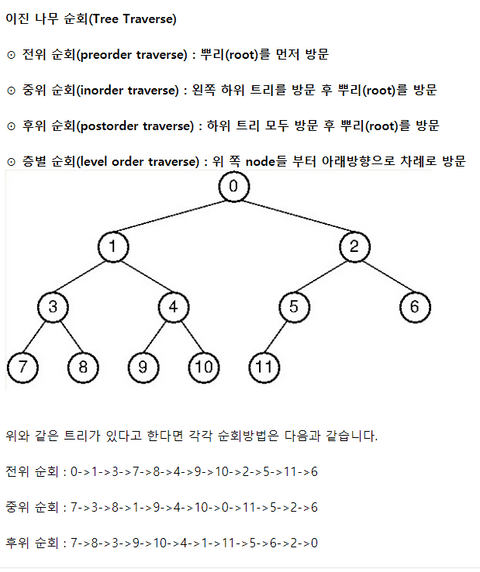 이진 나무 순회(Tree Traverse)
⊙ 전위 순회(preorder traverse) : 뿌리(root)를 먼저 방문
⊙ 중위 순회(inorder traverse) : 왼쪽 하위 트리를 방문 후 뿌리(root)를 방문
⊙ 후위 순회(postorder traverse) : 하위 트리 모두 방문 후 뿌리(root)를 방문
⊙ 층별 순회(level order traverse) : 위 쪽 node들 부터 아래방향으로 차례로 방문
0
1 2
3 4 5 6
7 8 9 10 11
위와 같은 트리가 있다고 한다면 각각 순회방법은 다음과 같습니다.
전위 순회 : 0->1->3->7->8->4->9->10->2->5->11->6
중위 순회 : 7->3->8->1->9->4->10->0->11->5->2->6
후위 순회 : 7->8->3->9->10->4->1->11->5->6->2->0